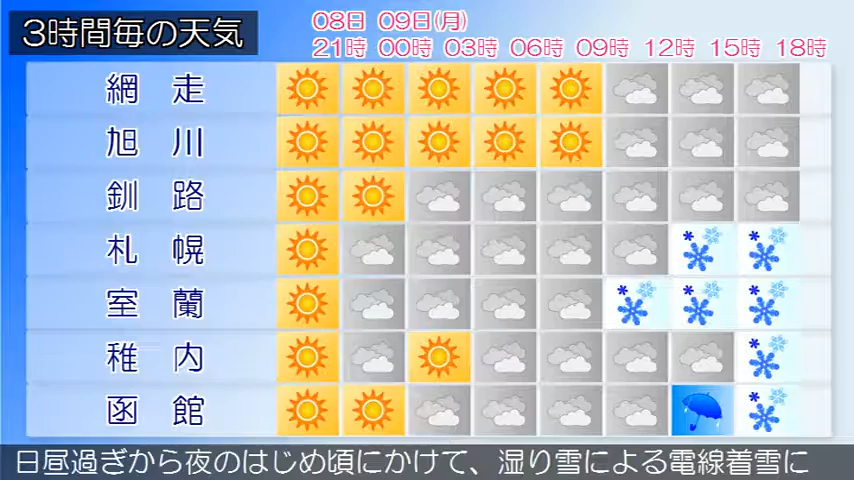 3時間毎の天気
08日 09日(月)
21時 00時 03時 06時 09時 12時 15時 18時
網 走
旭 川
釧 路
札 幌
室 蘭
稚 内
函 館
日昼過ぎから夜のはじめ頃にかけて、湿り雪による電線着雪に